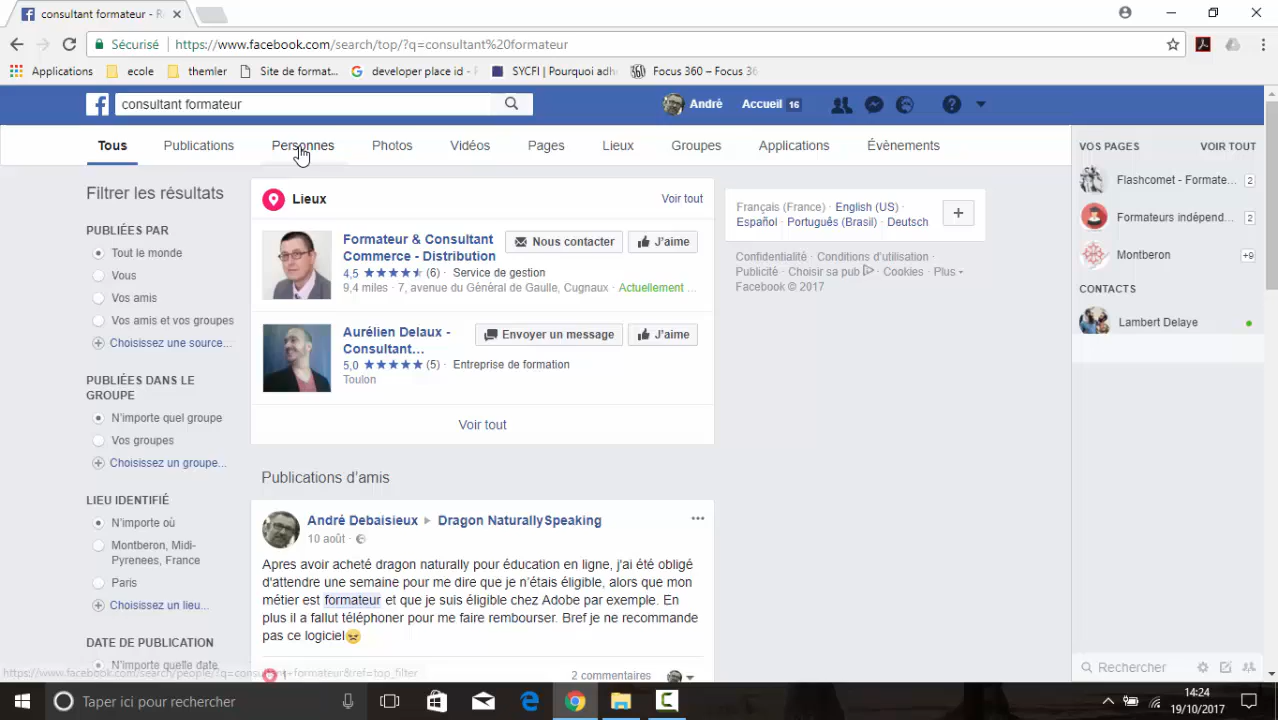 consultant formateur - R
Sécurisé
https://www.facebook.com/search/top/?q=consultant%20formateur
Applications
ecole
themler
Site de format...
developer place id -
SYCFI | Pourquoi adh
Focus 360 – Focus 36
consultant formateur
André
Accueil 16
Tous
Publications
Personnes
Photos
Vidéos
Pages
Lieux
Groupes
Applications
Évènements
Filtrer les résultats
PUBLIÉES PAR
Tout le monde
Vous
Vos amis
Vos amis et vos groupes
Choisissez une source...
PUBLIÉES DANS LE
GROUPE
N'importe quel groupe
Vos groupes
Choisissez un groupe...
LIEU IDENTIFIÉ
N'importe où
Montberon, Midi-
Pyrenees, France
Paris
Choisissez un lieu...
DATE DE PUBLICATION
N'importe quelle date
https://www.facebook.com/search/people/?q=consultant+formateur&ref=top_filter
Lieux
Voir tout
Formateur & Consultant
Commerce - Distribution
Nous contacter
J'aime
4,5 ★★★★★ (6) · Service de gestion
9,4 miles · 7, avenue du Général de Gaulle, Cugnaux · Actuellement ...
Aurélien Delaux -
Consultant...
Envoyer un message
J'aime
5,0 ★★★★★ (5) · Entreprise de formation
Toulon
Voir tout
Publications d'amis
André Debaisieux ▸ Dragon NaturallySpeaking
10 août ·
Apres avoir acheté dragon naturally pour éducation en ligne, j'ai été obligé
d'attendre une semaine pour me dire que je n'étais éligible, alors que mon
métier est formateur et que je suis éligible chez Adobe par exemple. En
plus il a fallut téléphoner pour me faire rembourser. Bref je ne recommande
pas ce logiciel😠
1
2 commentaires
Français (France) · English (US) ·
Español · Português (Brasil) · Deutsch
Confidentialité · Conditions d'utilisation ·
Publicité · Choisir sa pub · Cookies · Plus
Facebook © 2017
VOS PAGES
VOIR TOUT
Flashcomet - Formate... 2
Formateurs indépend... 2
Montberon +9
CONTACTS
Lambert Delaye
Rechercher
Taper ici pour rechercher
14:24
19/10/2017